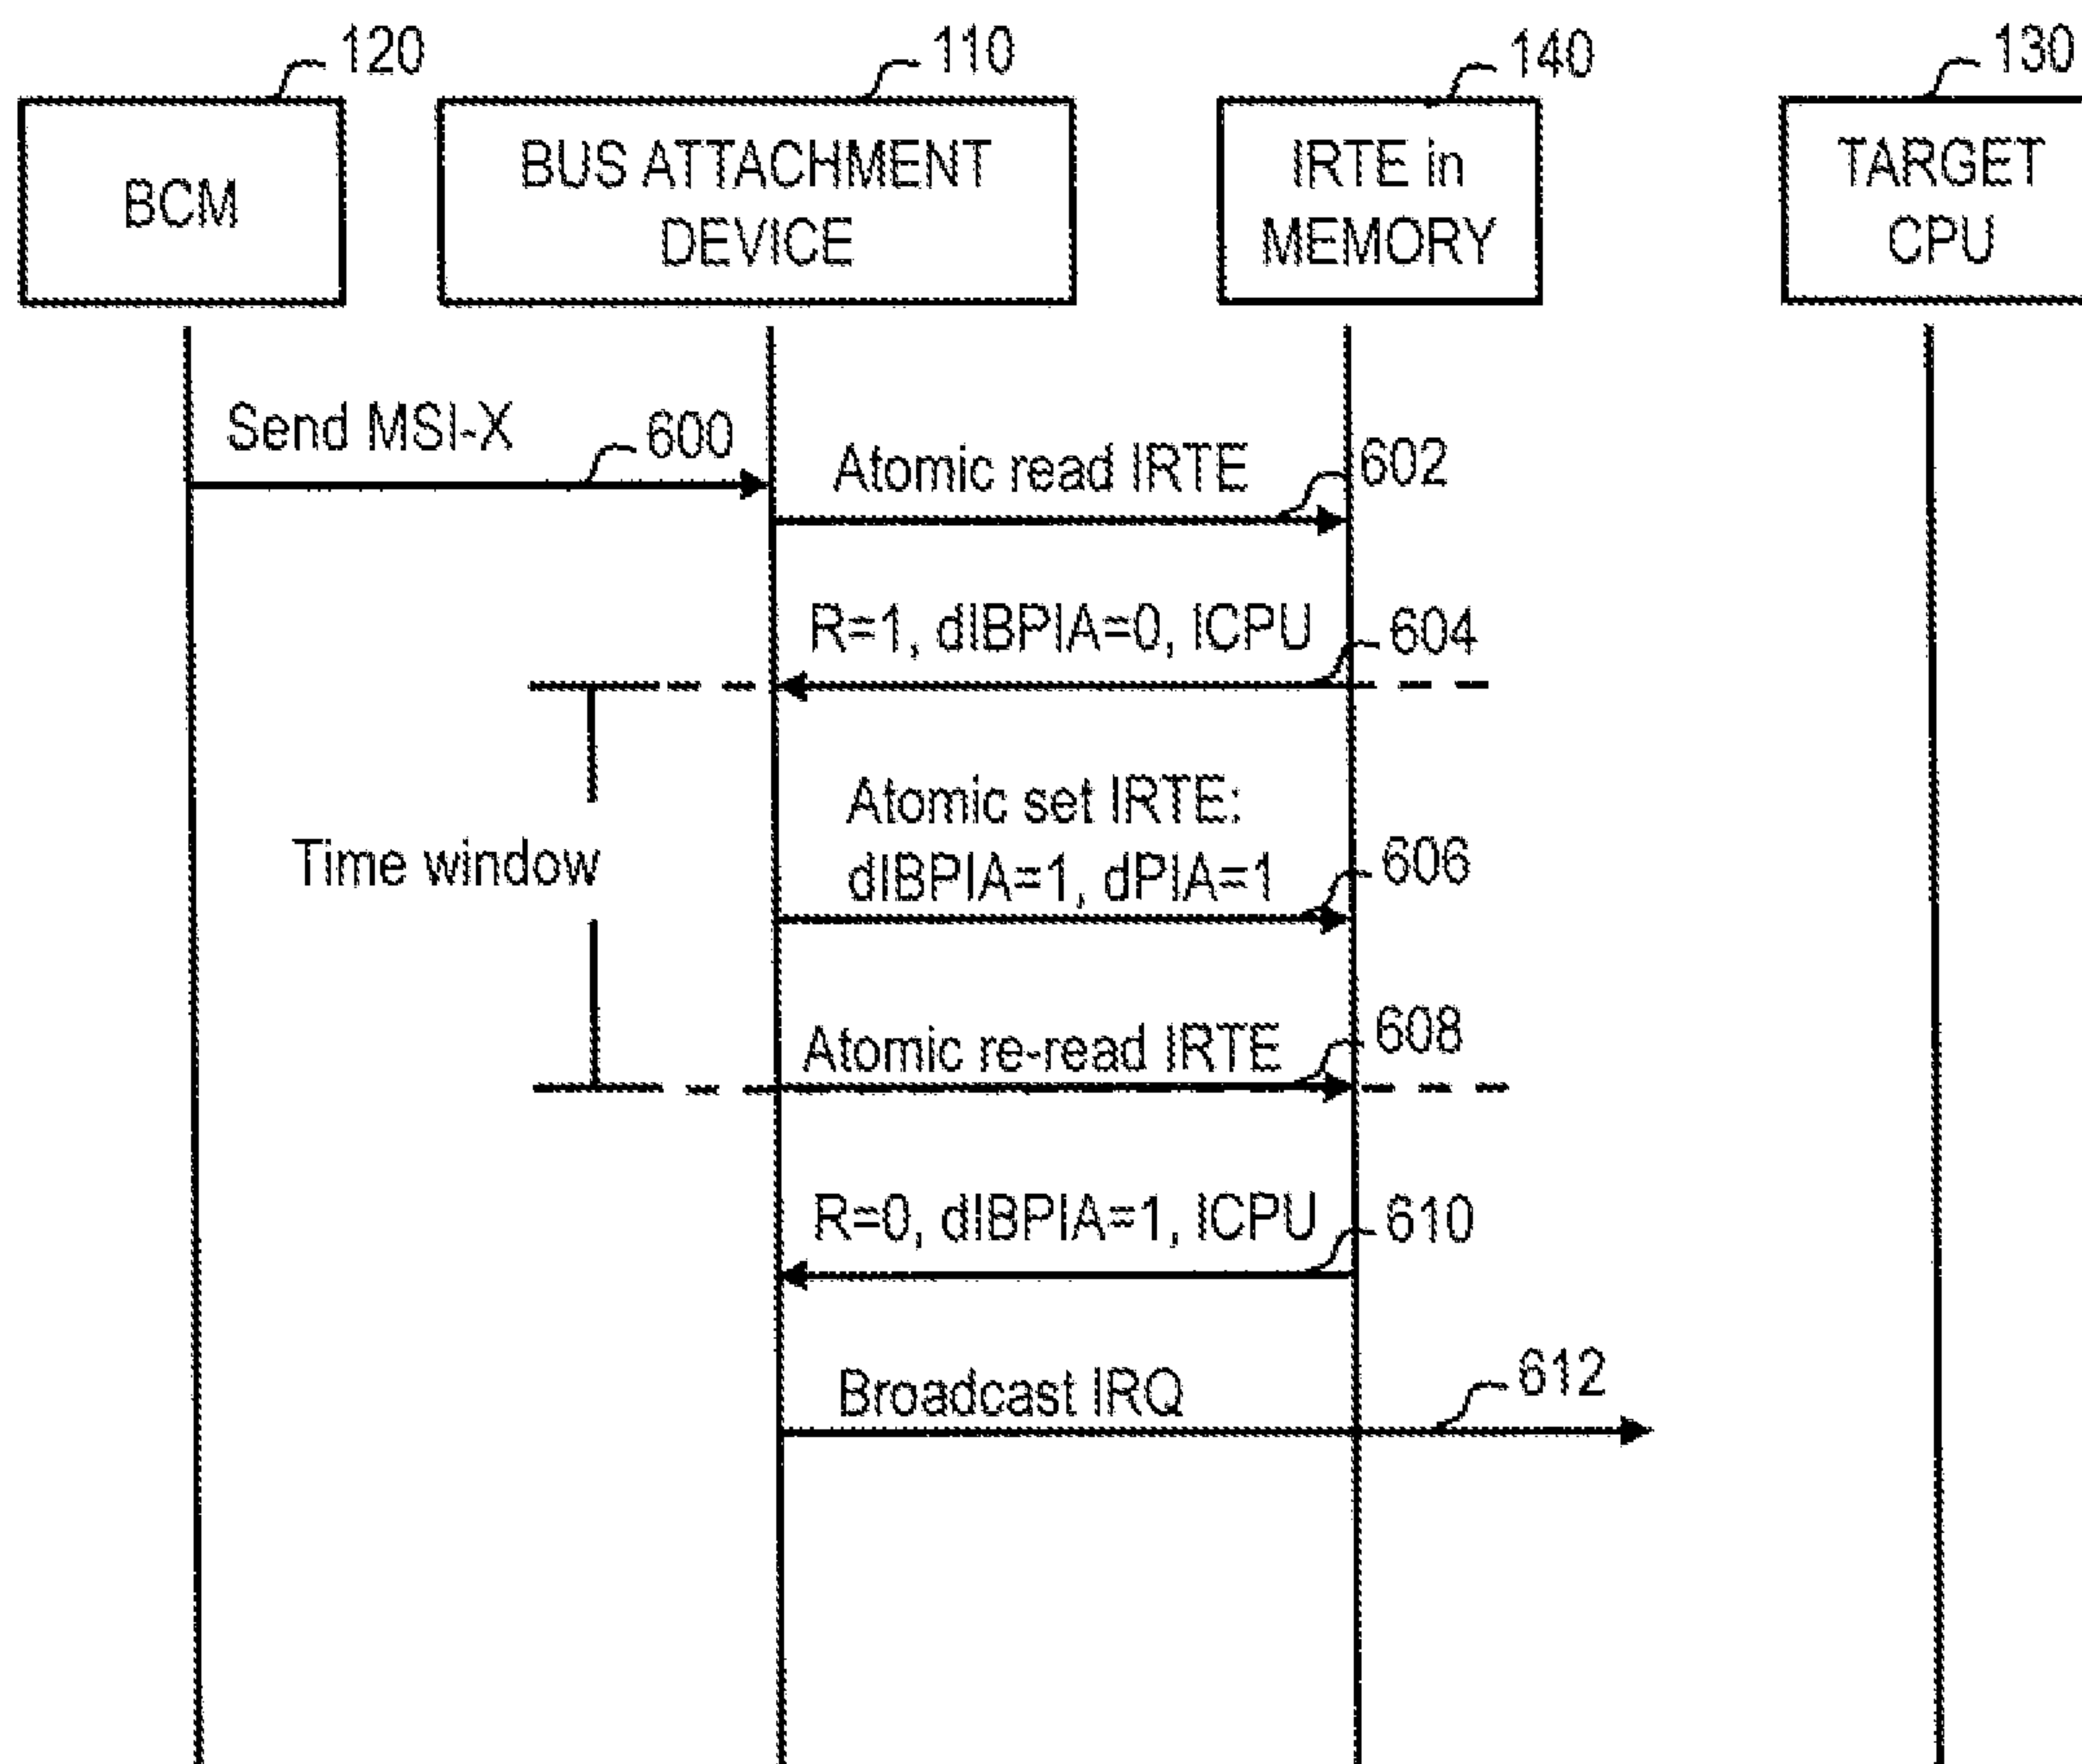 120
110
140
130
BCM
BUS ATTACHMENT
DEVICE
IRTE in
MEMORY
TARGET
CPU
Send MSI-X
600
Atomic read IRTE
602
R=1, dIBPIA=0, ICPU
604
Time window
Atomic set IRTE:
dIBPIA=1, dPIA=1
606
Atomic re-read IRTE
608
R=0, dIBPIA=1, ICPU
610
Broadcast IRQ
612